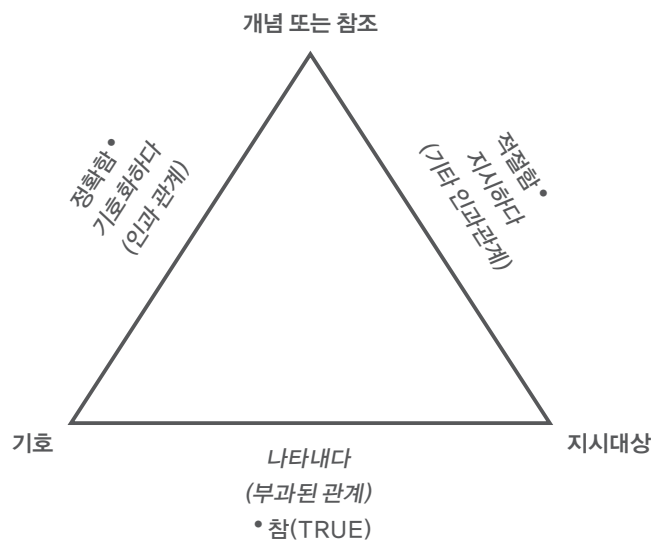 개념 또는 참조
정확함 •
기호화하다
(인과 관계)
적절함 •
지시하다
(기타 인과관계)
기호
지시대상
나타내다
(부과된 관계)
• 참(TRUE)